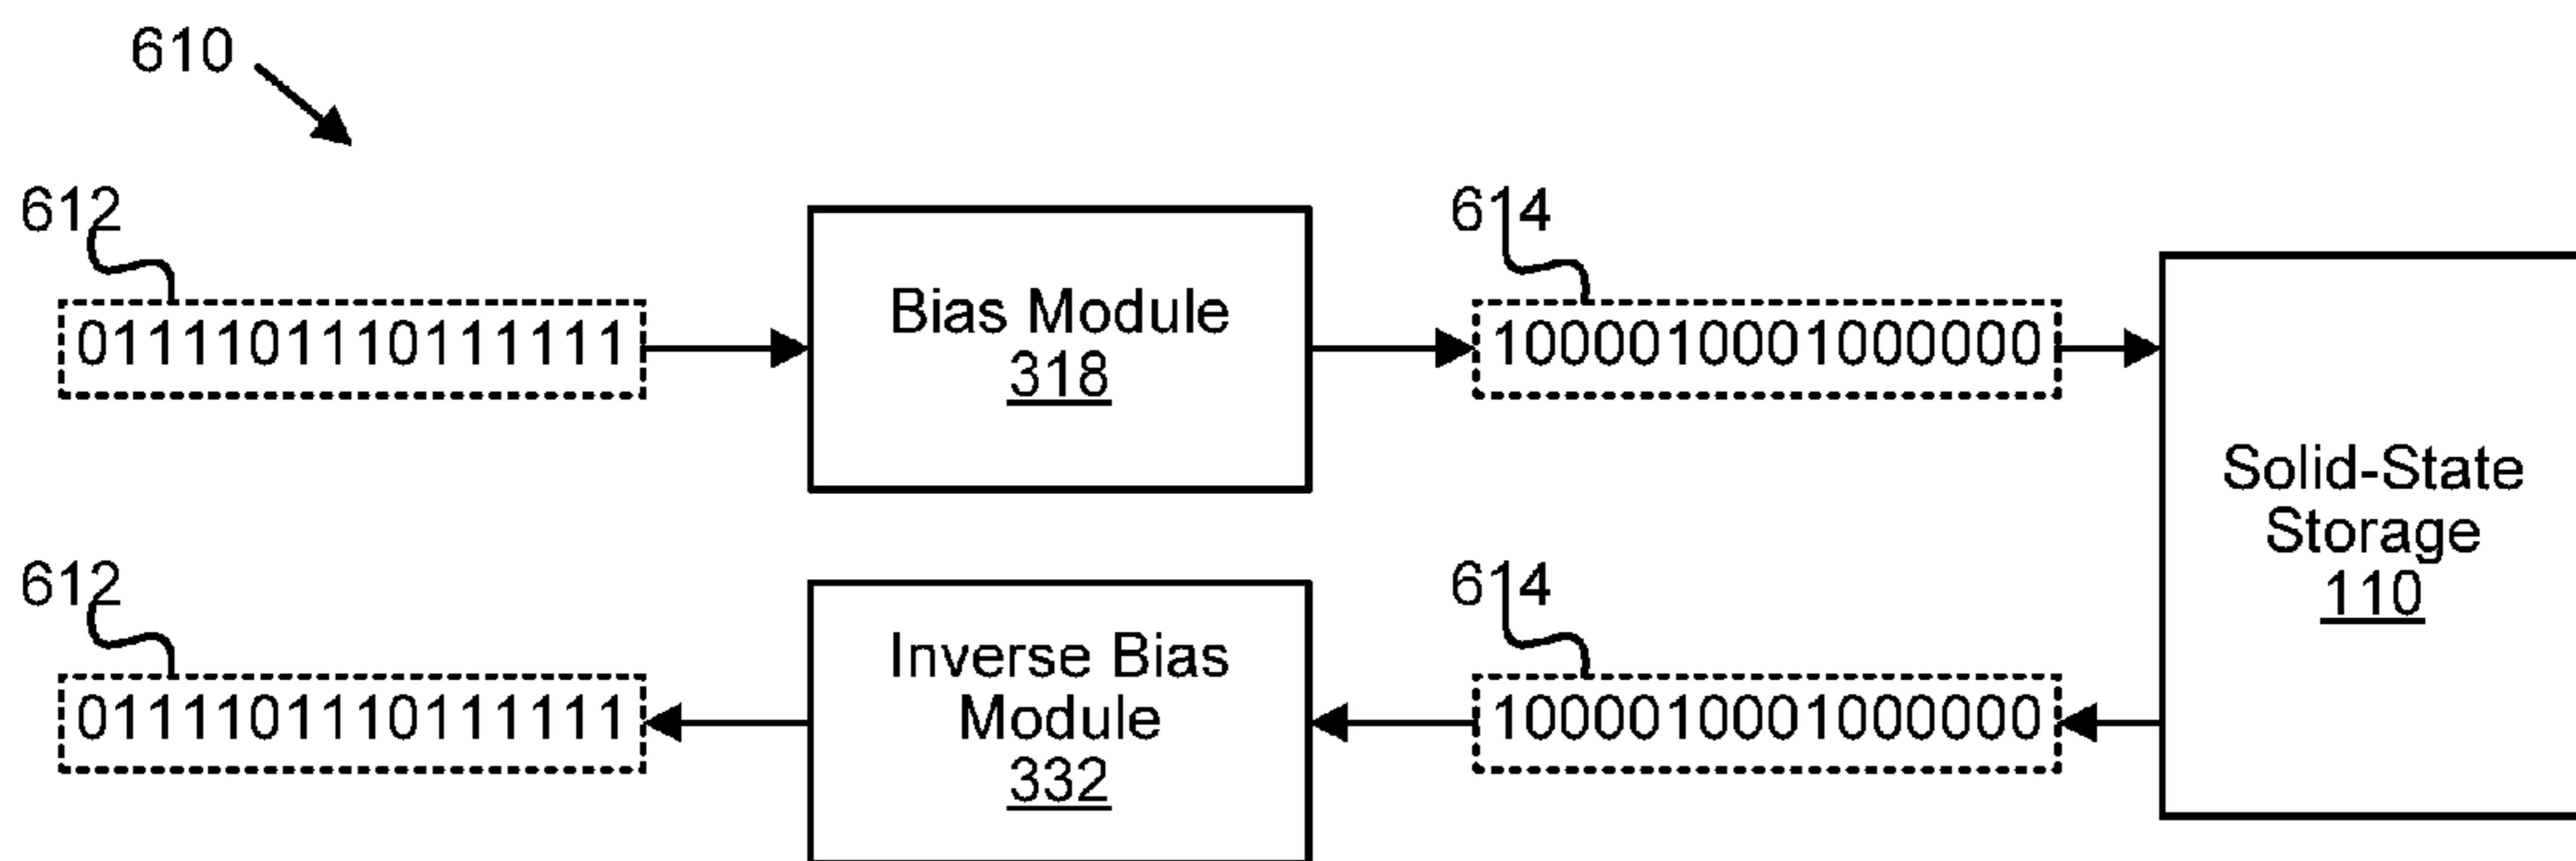 610
612
614
0111101110111111
Bias Module
318
1000010001000000
Solid-State
Storage
110
612
614
0111101110111111
Inverse Bias
Module
332
1000010001000000